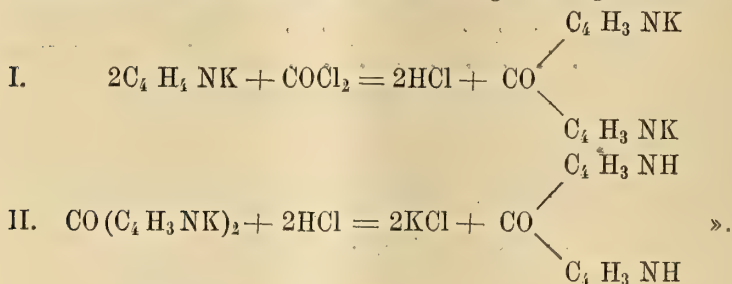 C₄ H₃ NK
I. 2C₄ H₄ NK + COCl₂ = 2HCl + CO
C₄ H₃ NK
C₄ H₃ NH
II. CO (C₄ H₃ NK)₂ + 2HCl = 2KCl + CO ».
C₄ H₃ NH